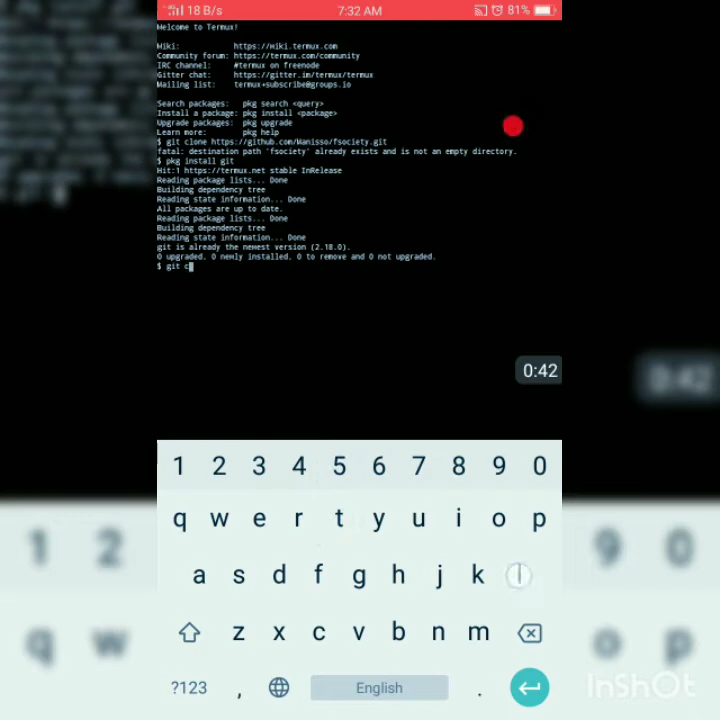 18 B/s 7:32 AM 81%
Welcome to Termux!
Wiki: https://wiki.termux.com
Community forum: https://termux.com/community
IRC channel: #termux on freenode
Gitter chat: https://gitter.im/termux/termux
Mailing list: termux+subscribe@groups.io
Search packages: pkg search <query>
Install a package: pkg install <package>
Upgrade packages: pkg upgrade
Learn more: pkg help
$ git clone https://github.com/Manisso/fsociety.git
fatal: destination path 'fsociety' already exists and is not an empty directory.
$ pkg install git
Hit:1 https://termux.net stable InRelease
Reading package lists... Done
Building dependency tree
Reading state information... Done
All packages are up to date.
Reading package lists... Done
Building dependency tree
Reading state information... Done
git is already the newest version (2.18.0).
0 upgraded, 0 newly installed, 0 to remove and 0 not upgraded.
$ git c
0:42
1 2 3 4 5 6 7 8 9 0
q w e r t y u i o p
a s d f g h j k l
z x c v b n m
?123 , English .
InShOt